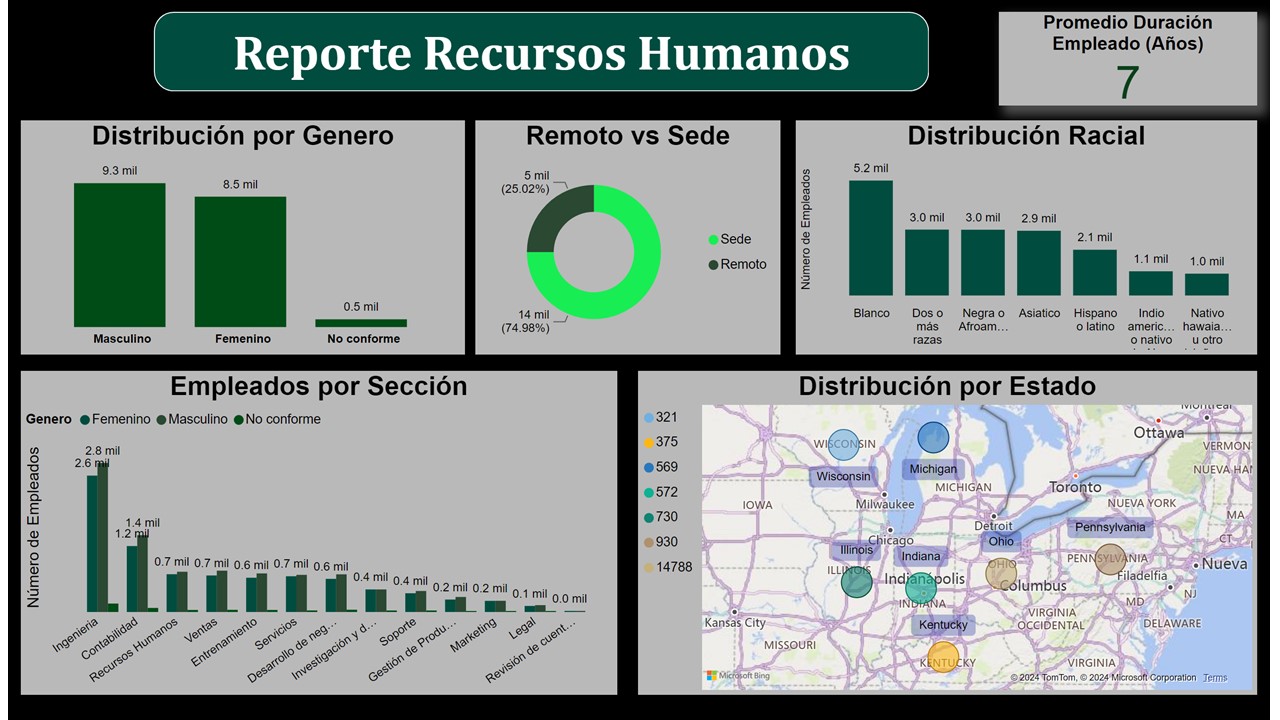 Reporte Recursos Humanos
Promedio Duración
Empleado (Años)
7
Distribución por Genero
9.3 mil
8.5 mil
0.5 mil
Masculino
Femenino
No conforme
Remoto vs Sede
5 mil
(25.02%)
14 mil
(74.98%)
Sede
Remoto
Distribución Racial
Número de Empleados
5.2 mil
3.0 mil
3.0 mil
2.9 mil
2.1 mil
1.1 mil
1.0 mil
Blanco
Dos o
más
razas
Negra o
Afroam…
Asiatico
Hispano
o latino
Indio
americ…
o nativo
Nativo
hawaia…
u otro
Empleados por Sección
Genero Femenino Masculino No conforme
Número de Empleados
2.8 mil
2.6 mil
1.4 mil
1.2 mil
0.7 mil
0.7 mil
0.6 mil
0.7 mil
0.6 mil
0.4 mil
0.4 mil
0.2 mil
0.2 mil
0.1 mil
0.0 mil
Ingenieria
Contabilidad
Recursos Humanos
Ventas
Entrenamiento
Servicios
Desarrollo de neg…
Investigación y d…
Soporte
Gestión de Produ…
Marketing
Legal
Revisión de cuent…
Distribución por Estado
321
375
569
572
730
930
14788
Montreal
Ottawa
VERMON
WISCONSIN
Wisconsin
Michigan
MICHIGAN
Toronto
NUEVA HAN
IOWA
Milwaukee
NUEVA YORK
MA
Detroit
Pennsylvania
Chicago
Ohio
CT
Illinois
Indiana
ILLINOIS
OHIO
PENNSYLVANIA
Nueva
Indianapolis
Columbus
Filadelfia
INDIANA
NJ
MD
Kansas City
Kentucky
VIRGINIA
OCCIDENTAL
DELAWARE
MISSOURI
KENTUCKY
VIRGINIA
Microsoft Bing
© 2024 TomTom, © 2024 Microsoft Corporation Terms